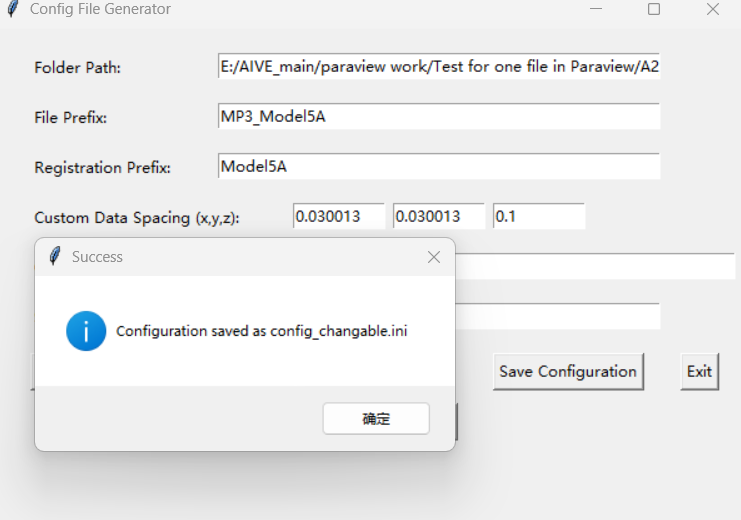 Config File Generator
Folder Path:
E:/AIVE_main/paraview work/Test for one file in Paraview/A2
File Prefix:
MP3_Model5A
Registration Prefix:
Model5A
Custom Data Spacing (x,y,z):
0.030013
0.030013
0.1
Success
Configuration saved as config_changable.ini
确定
Save Configuration
Exit